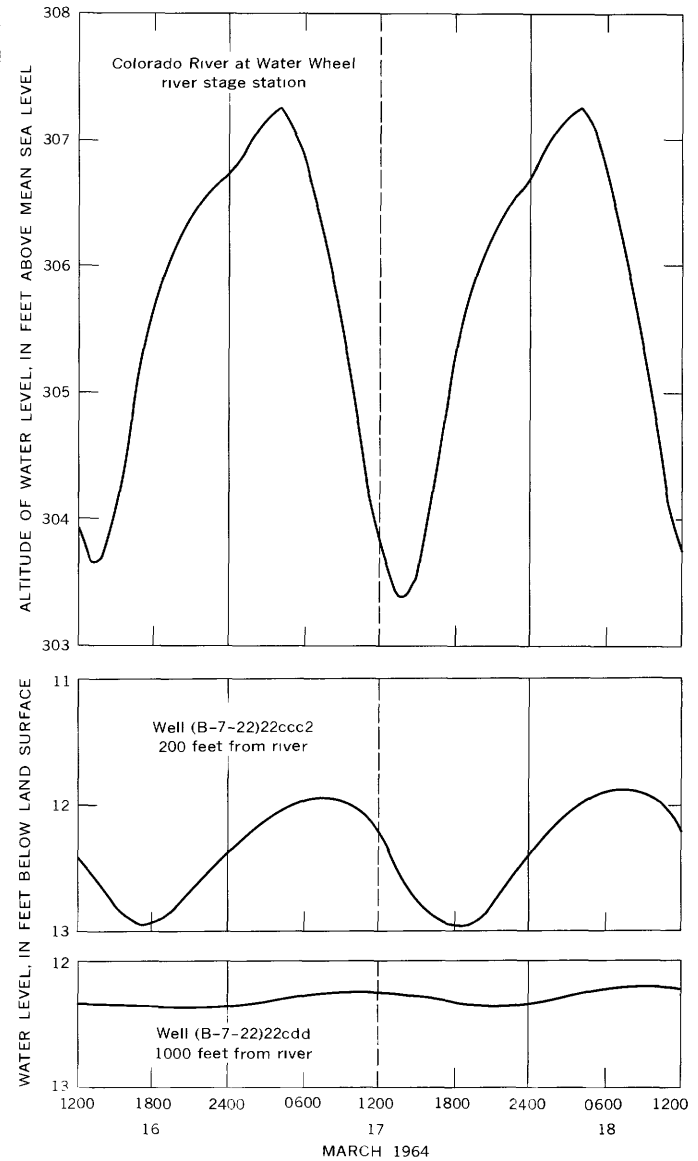 308
Colorado River at Water Wheel
river stage station
307
306
305
304
303
ALTITUDE OF WATER LEVEL, IN FEET ABOVE MEAN SEA LEVEL
11
Well (B-7-22)22ccc2
200 feet from river
12
13
12
Well (B-7-22)22cdd
1000 feet from river
13
WATER LEVEL, IN FEET BELOW LAND SURFACE
1200 1800 2400 0600 1200 1800 2400 0600 1200
16 17 18
MARCH 1964